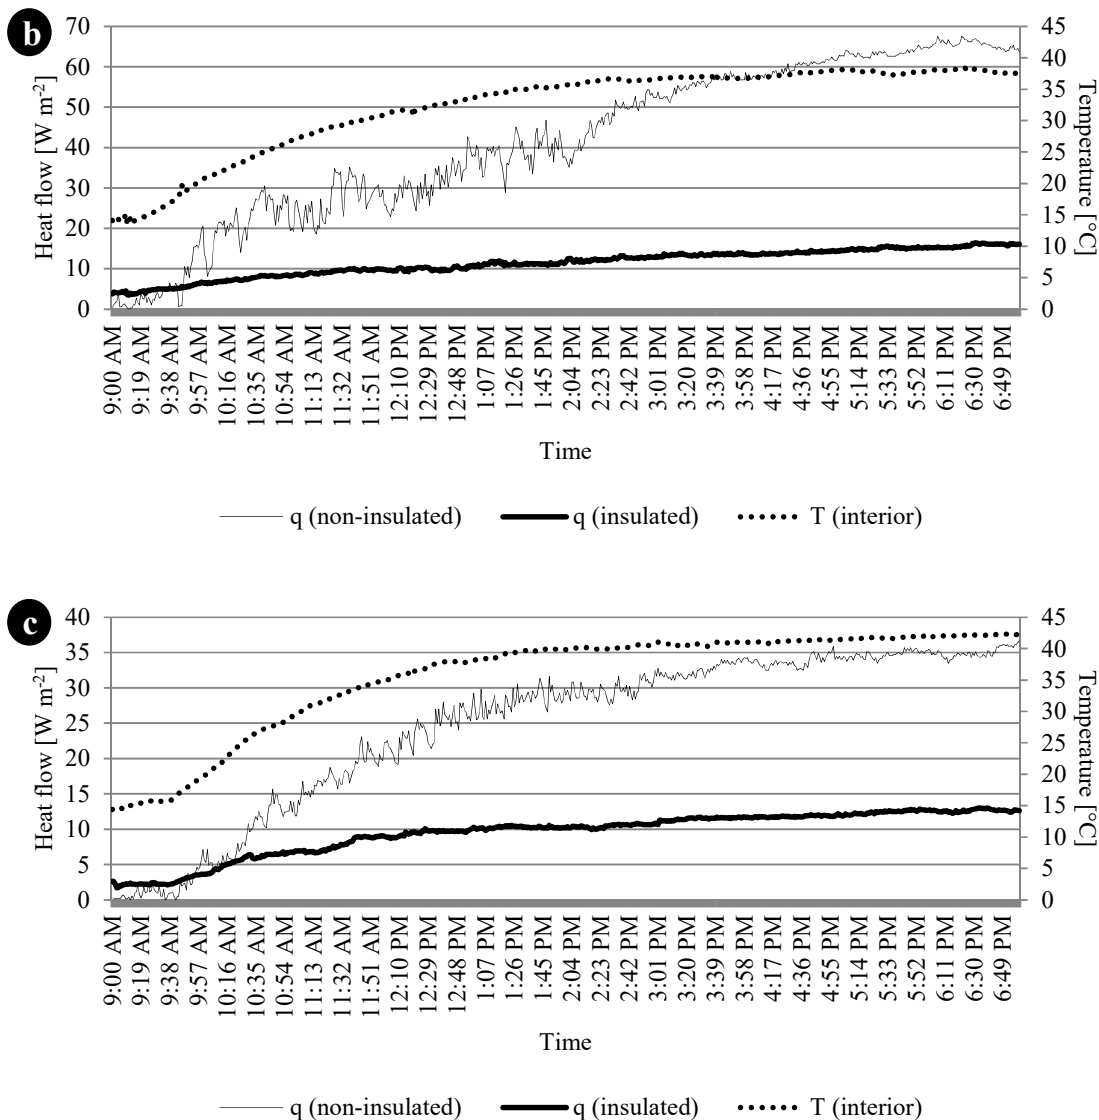 b
Heat flow [W m-2]
70
60
50
40
30
20
10
0
45
40
35
30
25
20
15
10
5
0
Temperature [°C]
9:00 AM
9:19 AM
9:38 AM
9:57 AM
10:16 AM
10:35 AM
10:54 AM
11:13 AM
11:32 AM
11:51 AM
12:10 PM
12:29 PM
12:48 PM
1:07 PM
1:26 PM
1:45 PM
2:04 PM
2:23 PM
2:42 PM
3:01 PM
3:20 PM
3:39 PM
3:58 PM
4:17 PM
4:36 PM
4:55 PM
5:14 PM
5:33 PM
5:52 PM
6:11 PM
6:30 PM
6:49 PM
Time
q (non-insulated) q (insulated) T (interior)
c
Heat flow [W m-2]
40
35
30
25
20
15
10
5
0
45
40
35
30
25
20
15
10
5
0
Temperature [°C]
9:00 AM
9:19 AM
9:38 AM
9:57 AM
10:16 AM
10:35 AM
10:54 AM
11:13 AM
11:32 AM
11:51 AM
12:10 PM
12:29 PM
12:48 PM
1:07 PM
1:26 PM
1:45 PM
2:04 PM
2:23 PM
2:42 PM
3:01 PM
3:20 PM
3:39 PM
3:58 PM
4:17 PM
4:36 PM
4:55 PM
5:14 PM
5:33 PM
5:52 PM
6:11 PM
6:30 PM
6:49 PM
Time
q (non-insulated) q (insulated) T (interior)